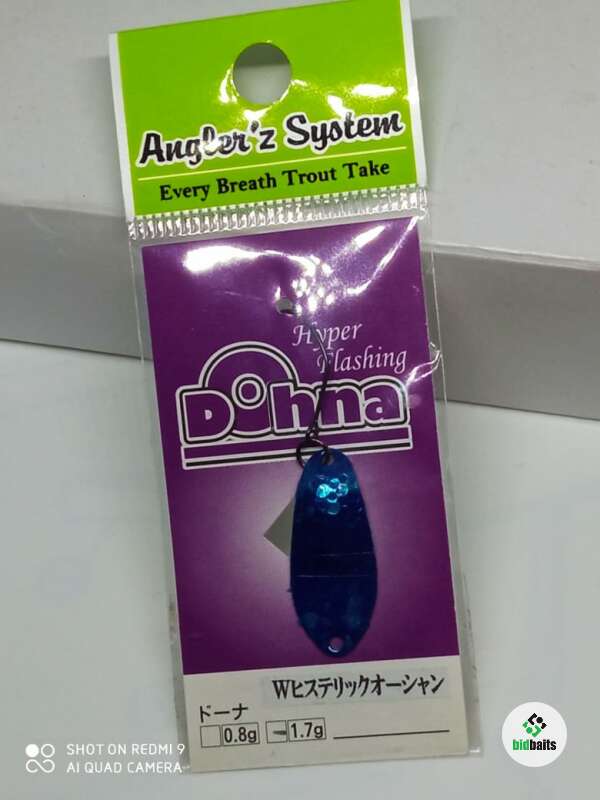 Angler'z System
Every Breath Trout Take
Hyper
Flashing
Dohna
Wヒステリックオーシャン
ドーナ
0.8g 1.7g
SHOT ON REDMI 9
AI QUAD CAMERA
bidbaits